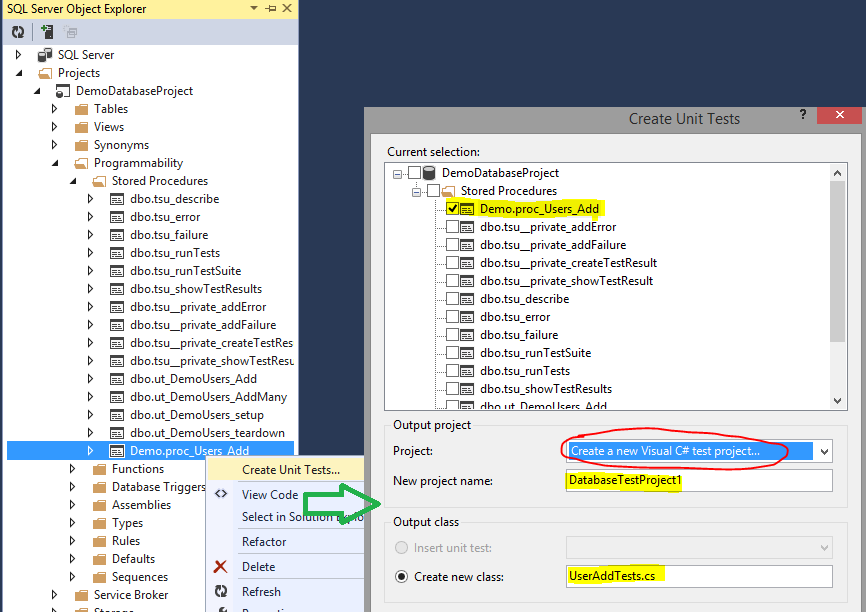 SQL Server Object Explorer
SQL Server
Projects
DemoDatabaseProject
Tables
Views
Synonyms
Programmability
Stored Procedures
dbo.tsu_describe
dbo.tsu_error
dbo.tsu_failure
dbo.tsu_runTests
dbo.tsu_runTestSuite
dbo.tsu_showTestResults
dbo.tsu__private_addError
dbo.tsu__private_addFailure
dbo.tsu__private_createTestRes
dbo.tsu__private_showTestResu
dbo.ut_DemoUsers_Add
dbo.ut_DemoUsers_AddMany
dbo.ut_DemoUsers_setup
dbo.ut_DemoUsers_teardown
Demo.proc_Users_Add
Functions
Database Triggers
Assemblies
Types
Rules
Defaults
Sequences
Service Broker
Storage
Create Unit Tests...
View Code
Select in Solution Explo
Refactor
Delete
Refresh
Create Unit Tests
?
Current selection:
DemoDatabaseProject
Stored Procedures
Demo.proc_Users_Add
dbo.tsu__private_addError
dbo.tsu__private_addFailure
dbo.tsu__private_createTestResult
dbo.tsu__private_showTestResult
dbo.tsu_describe
dbo.tsu_error
dbo.tsu_failure
dbo.tsu_runTestSuite
dbo.tsu_runTests
dbo.tsu_showTestResults
dbo.ut_DemoUsers_Add
Output project
Project:
Create a new Visual C# test project...
New project name:
DatabaseTestProject1
Output class
Insert unit test:
Create new class:
UserAddTests.cs